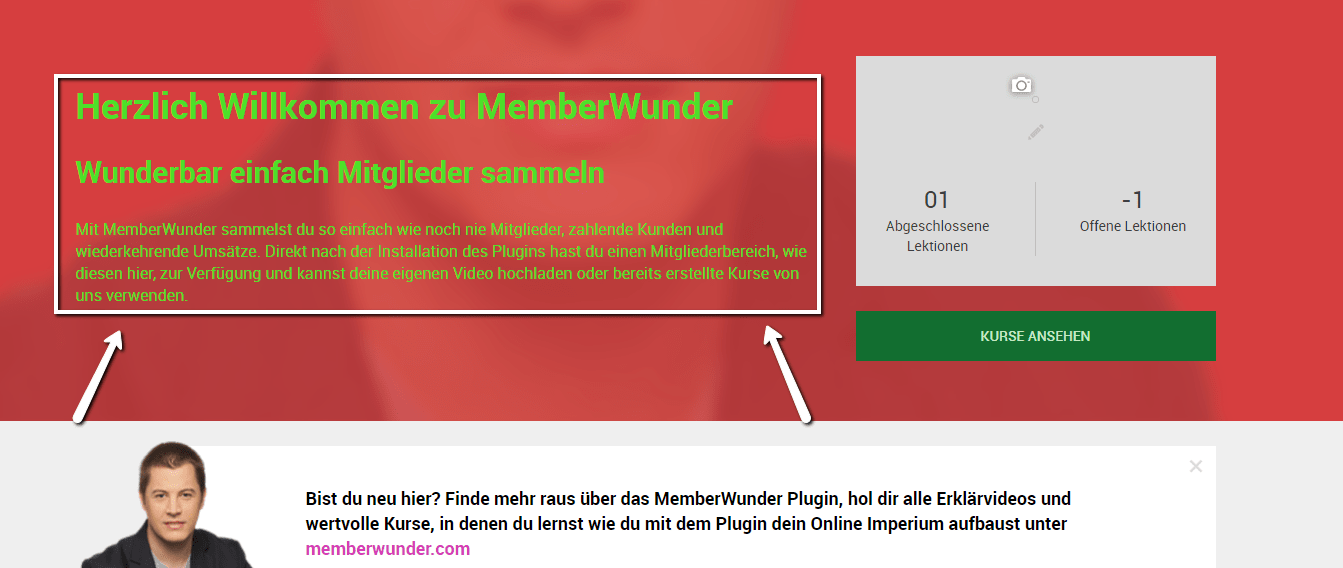 Herzlich Willkommen zu MemberWunder
Wunderbar einfach Mitglieder sammeln
Mit MemberWunder sammelst du so einfach wie noch nie Mitglieder, zahlende Kunden und
wiederkehrende Umsätze. Direkt nach der Installation des Plugins hast du einen Mitgliederbereich, wie
diesen hier, zur Verfügung und kannst deine eigenen Video hochladen oder bereits erstellte Kurse von
uns verwenden.
01
Abgeschlossene
Lektionen
-1
Offene Lektionen
KURSE ANSEHEN
Bist du neu hier? Finde mehr raus über das MemberWunder Plugin, hol dir alle Erklärvideos und
wertvolle Kurse, in denen du lernst wie du mit dem Plugin dein Online Imperium aufbaust unter
memberwunder.com